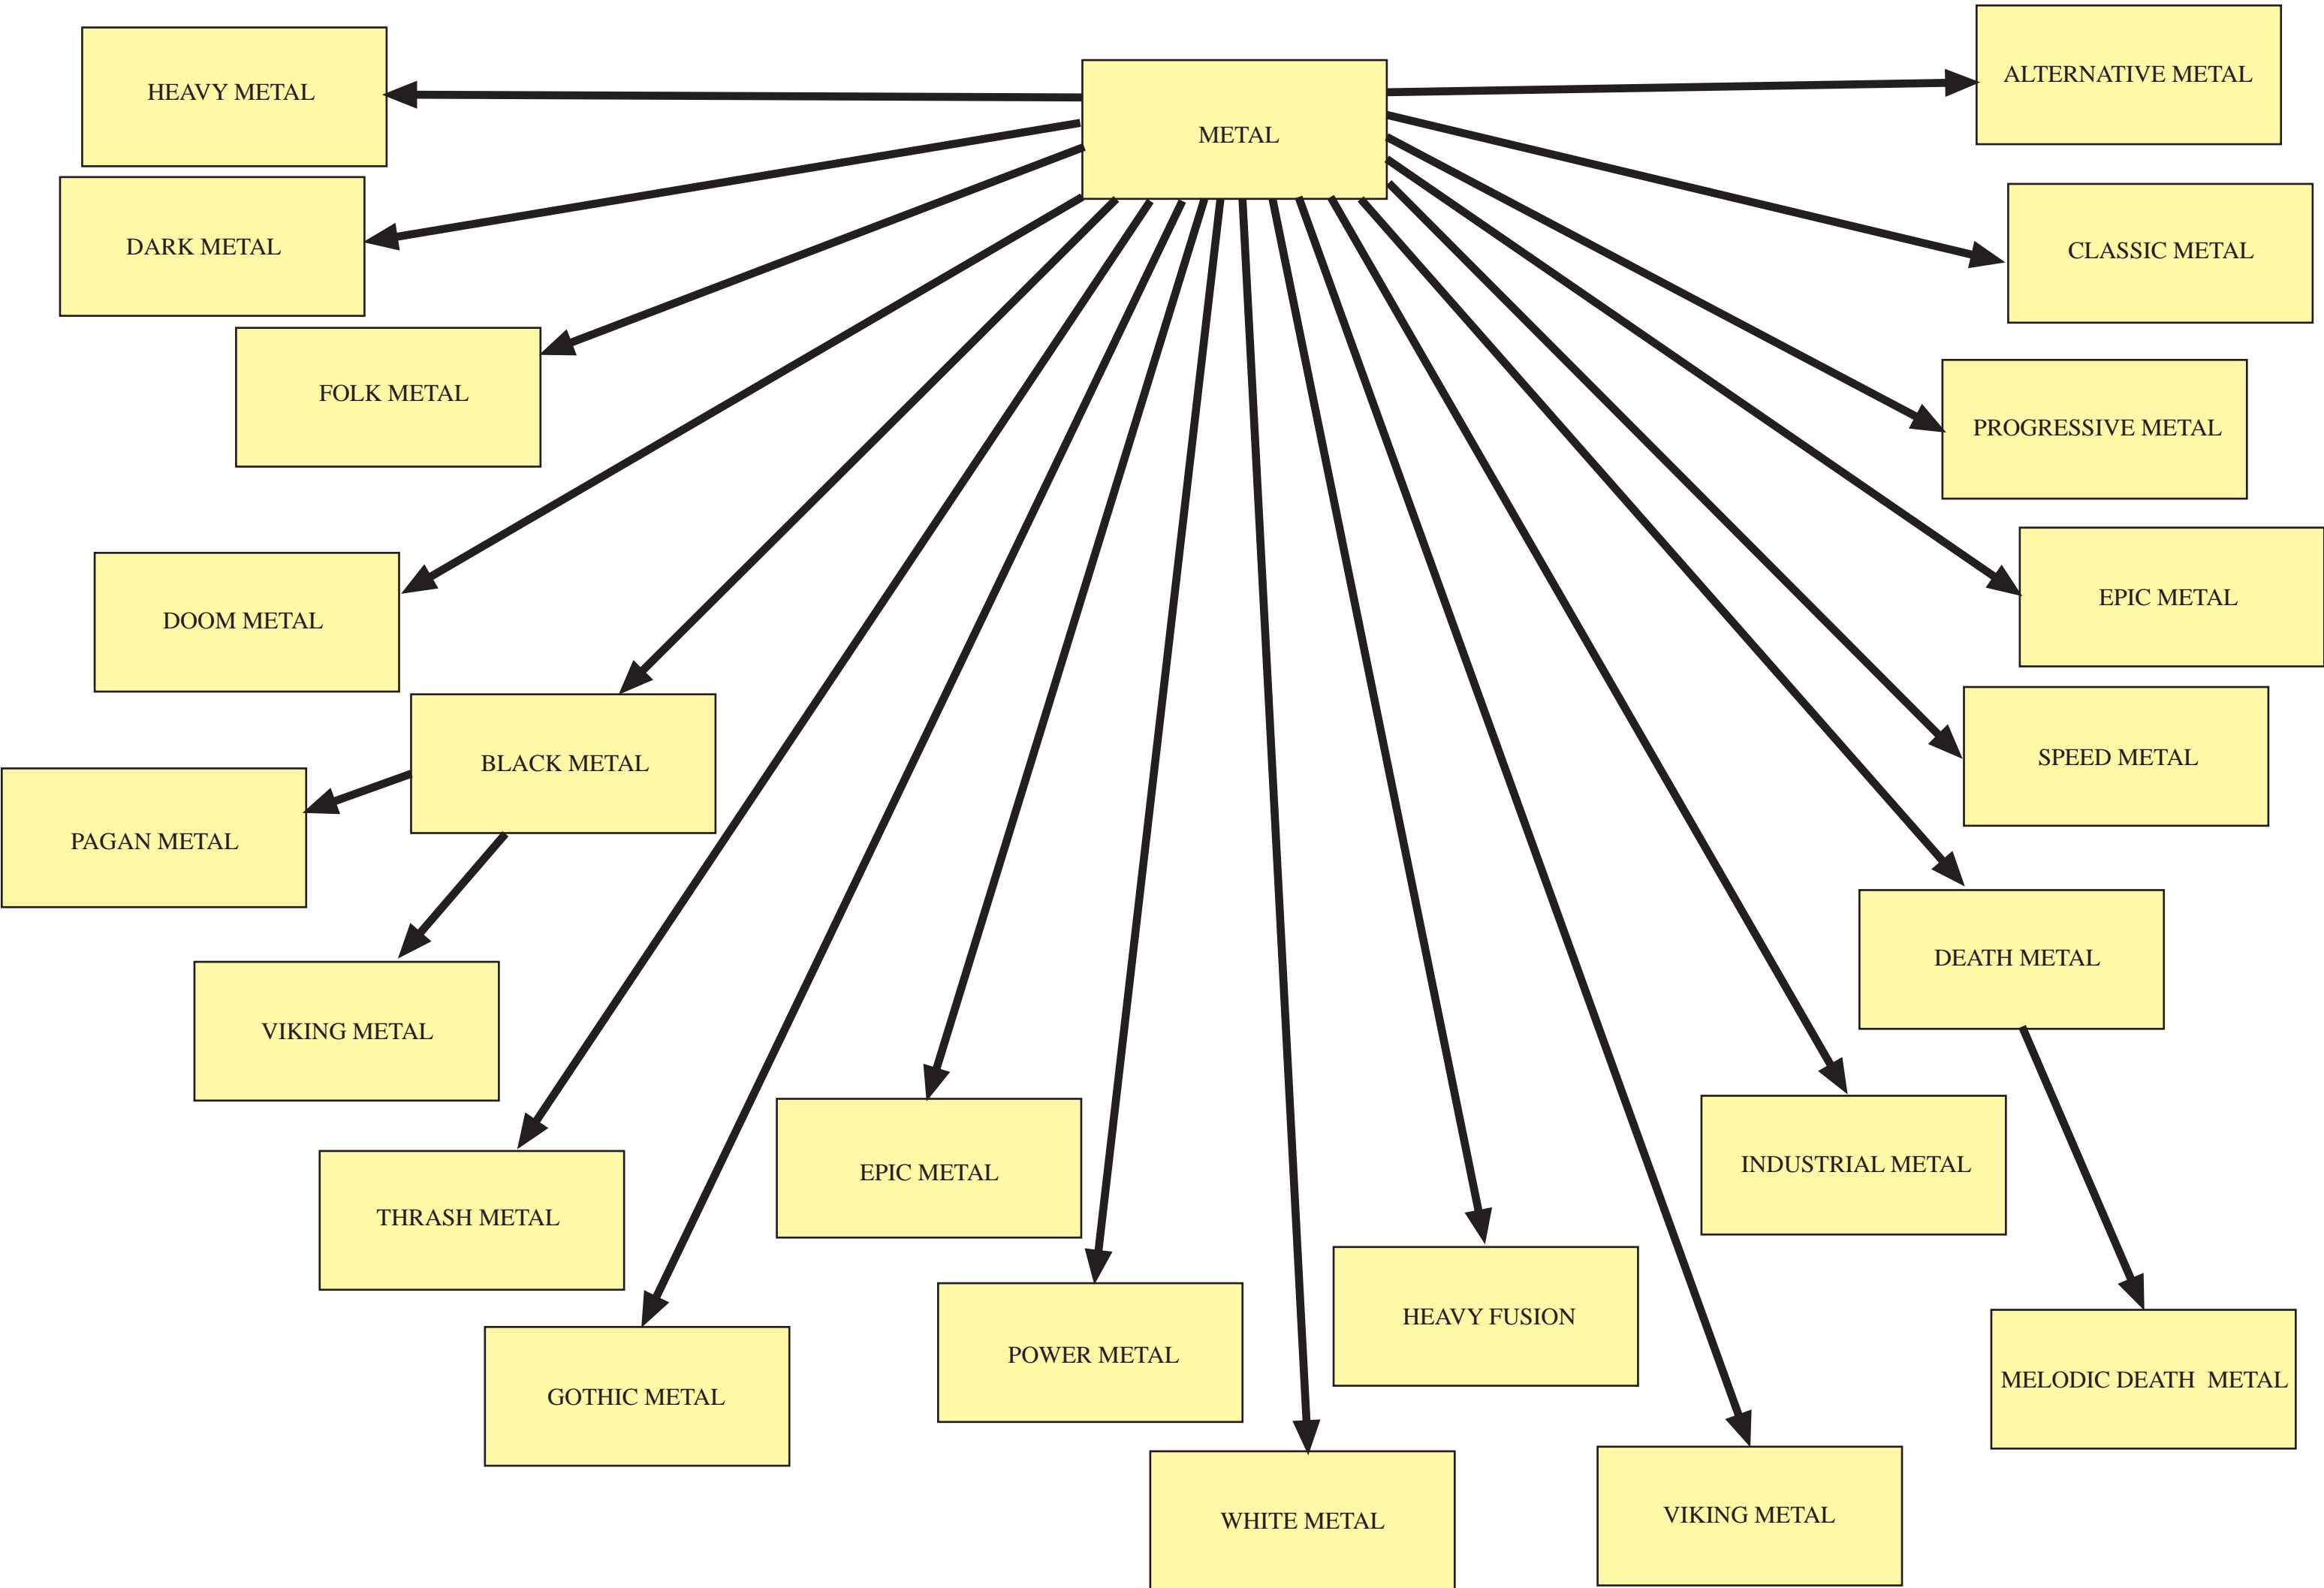 ALTERNATIVE METAL
HEAVY METAL
METAL
DARK METAL
CLASSIC METAL
FOLK METAL
PROGRESSIVE METAL
EPIC METAL
DOOM METAL
SPEED METAL
BLACK METAL
PAGAN METAL
DEATH METAL
VIKING METAL
INDUSTRIAL METAL
EPIC METAL
THRASH METAL
HEAVY FUSION
POWER METAL
MELODIC DEATH  METAL
GOTHIC METAL
VIKING METAL
WHITE METAL